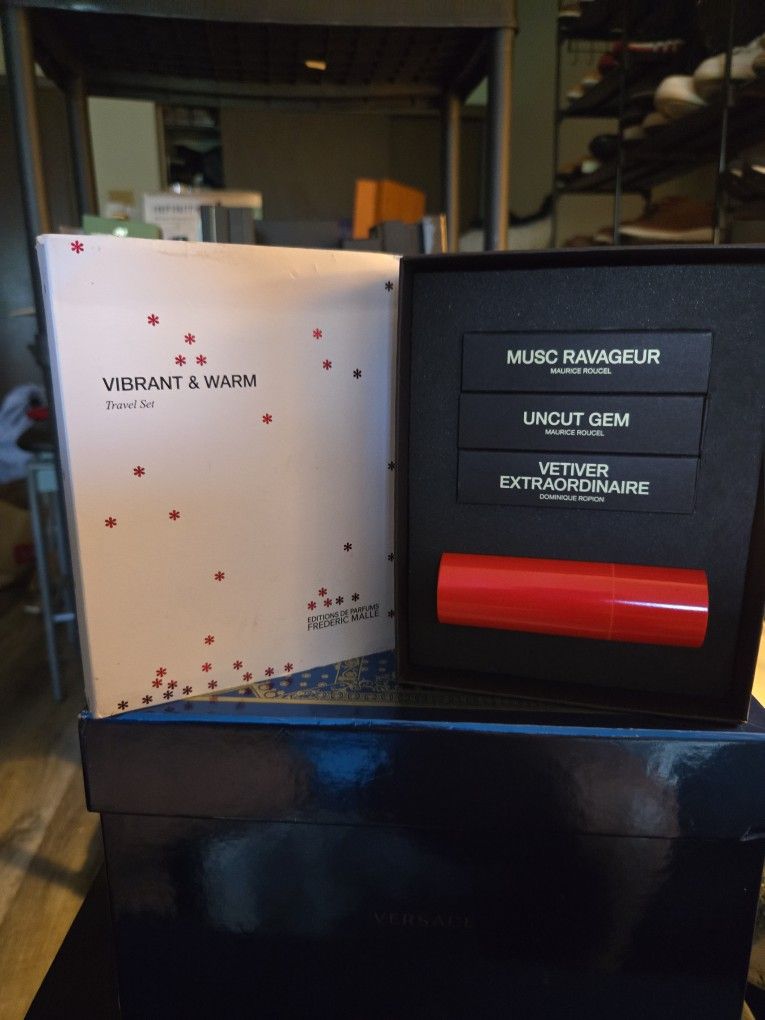 VIBRANT & WARM
Travel Set
EDITIONS DE PARFUMS
FREDERIC MALLE
MUSC RAVAGEUR
MAURICE ROUCEL
UNCUT GEM
MAURICE ROUCEL
VETIVER
EXTRAORDINAIRE
DOMINIQUE ROPION
VERSACE